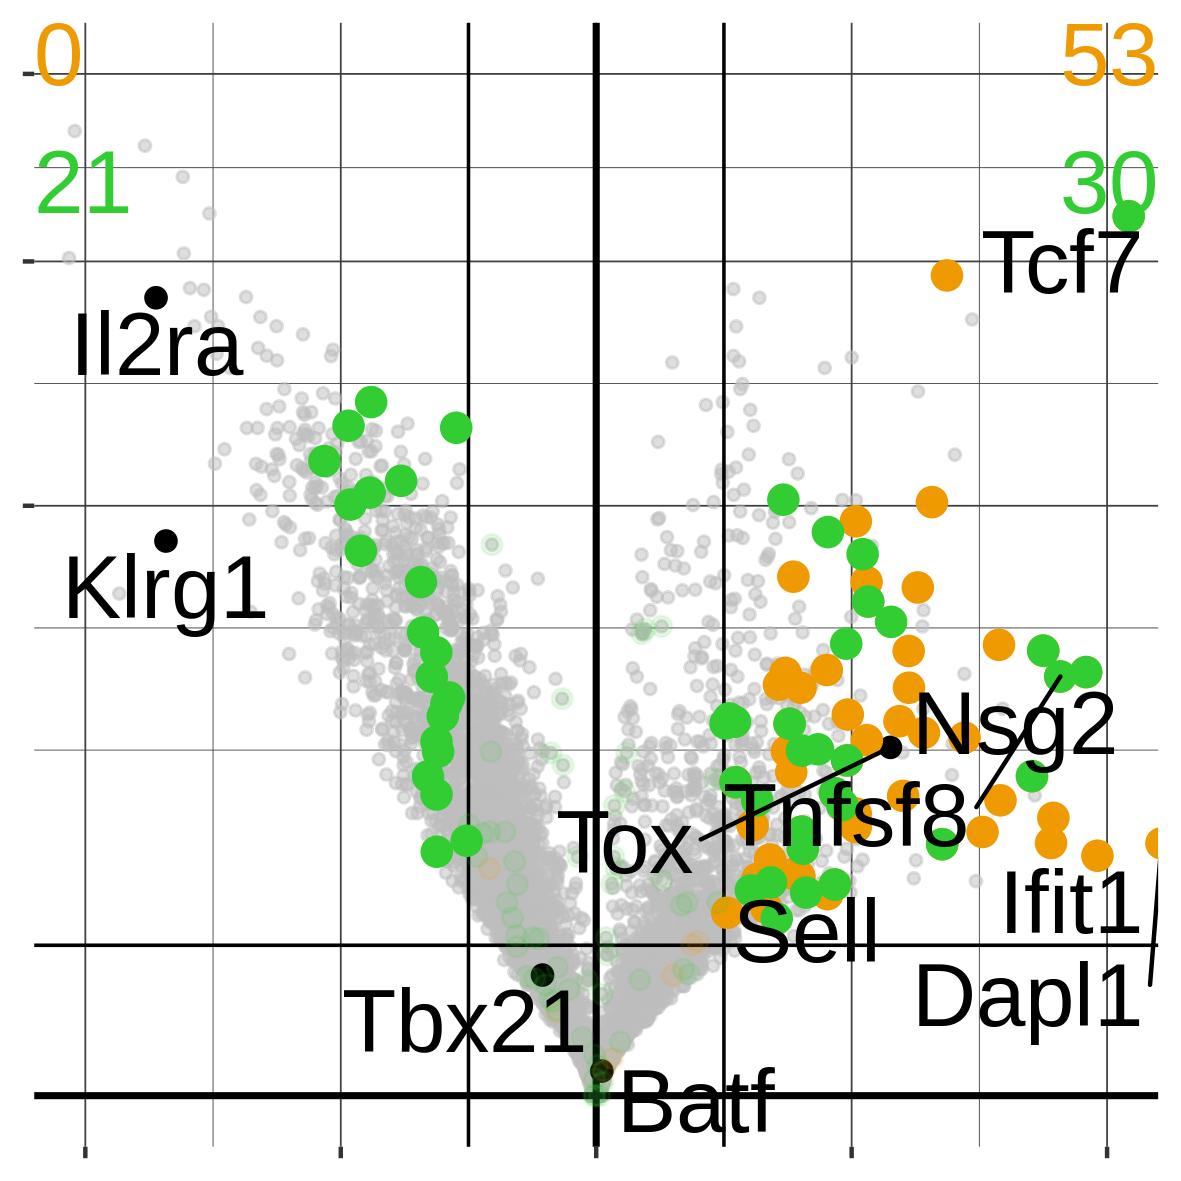 0 53
21 30
Tcf7
Il2ra
Klrg1
Nsg2
Tnfsf8
Tox
Ifit1
Sell
Dapl1
Tbx21
Batf